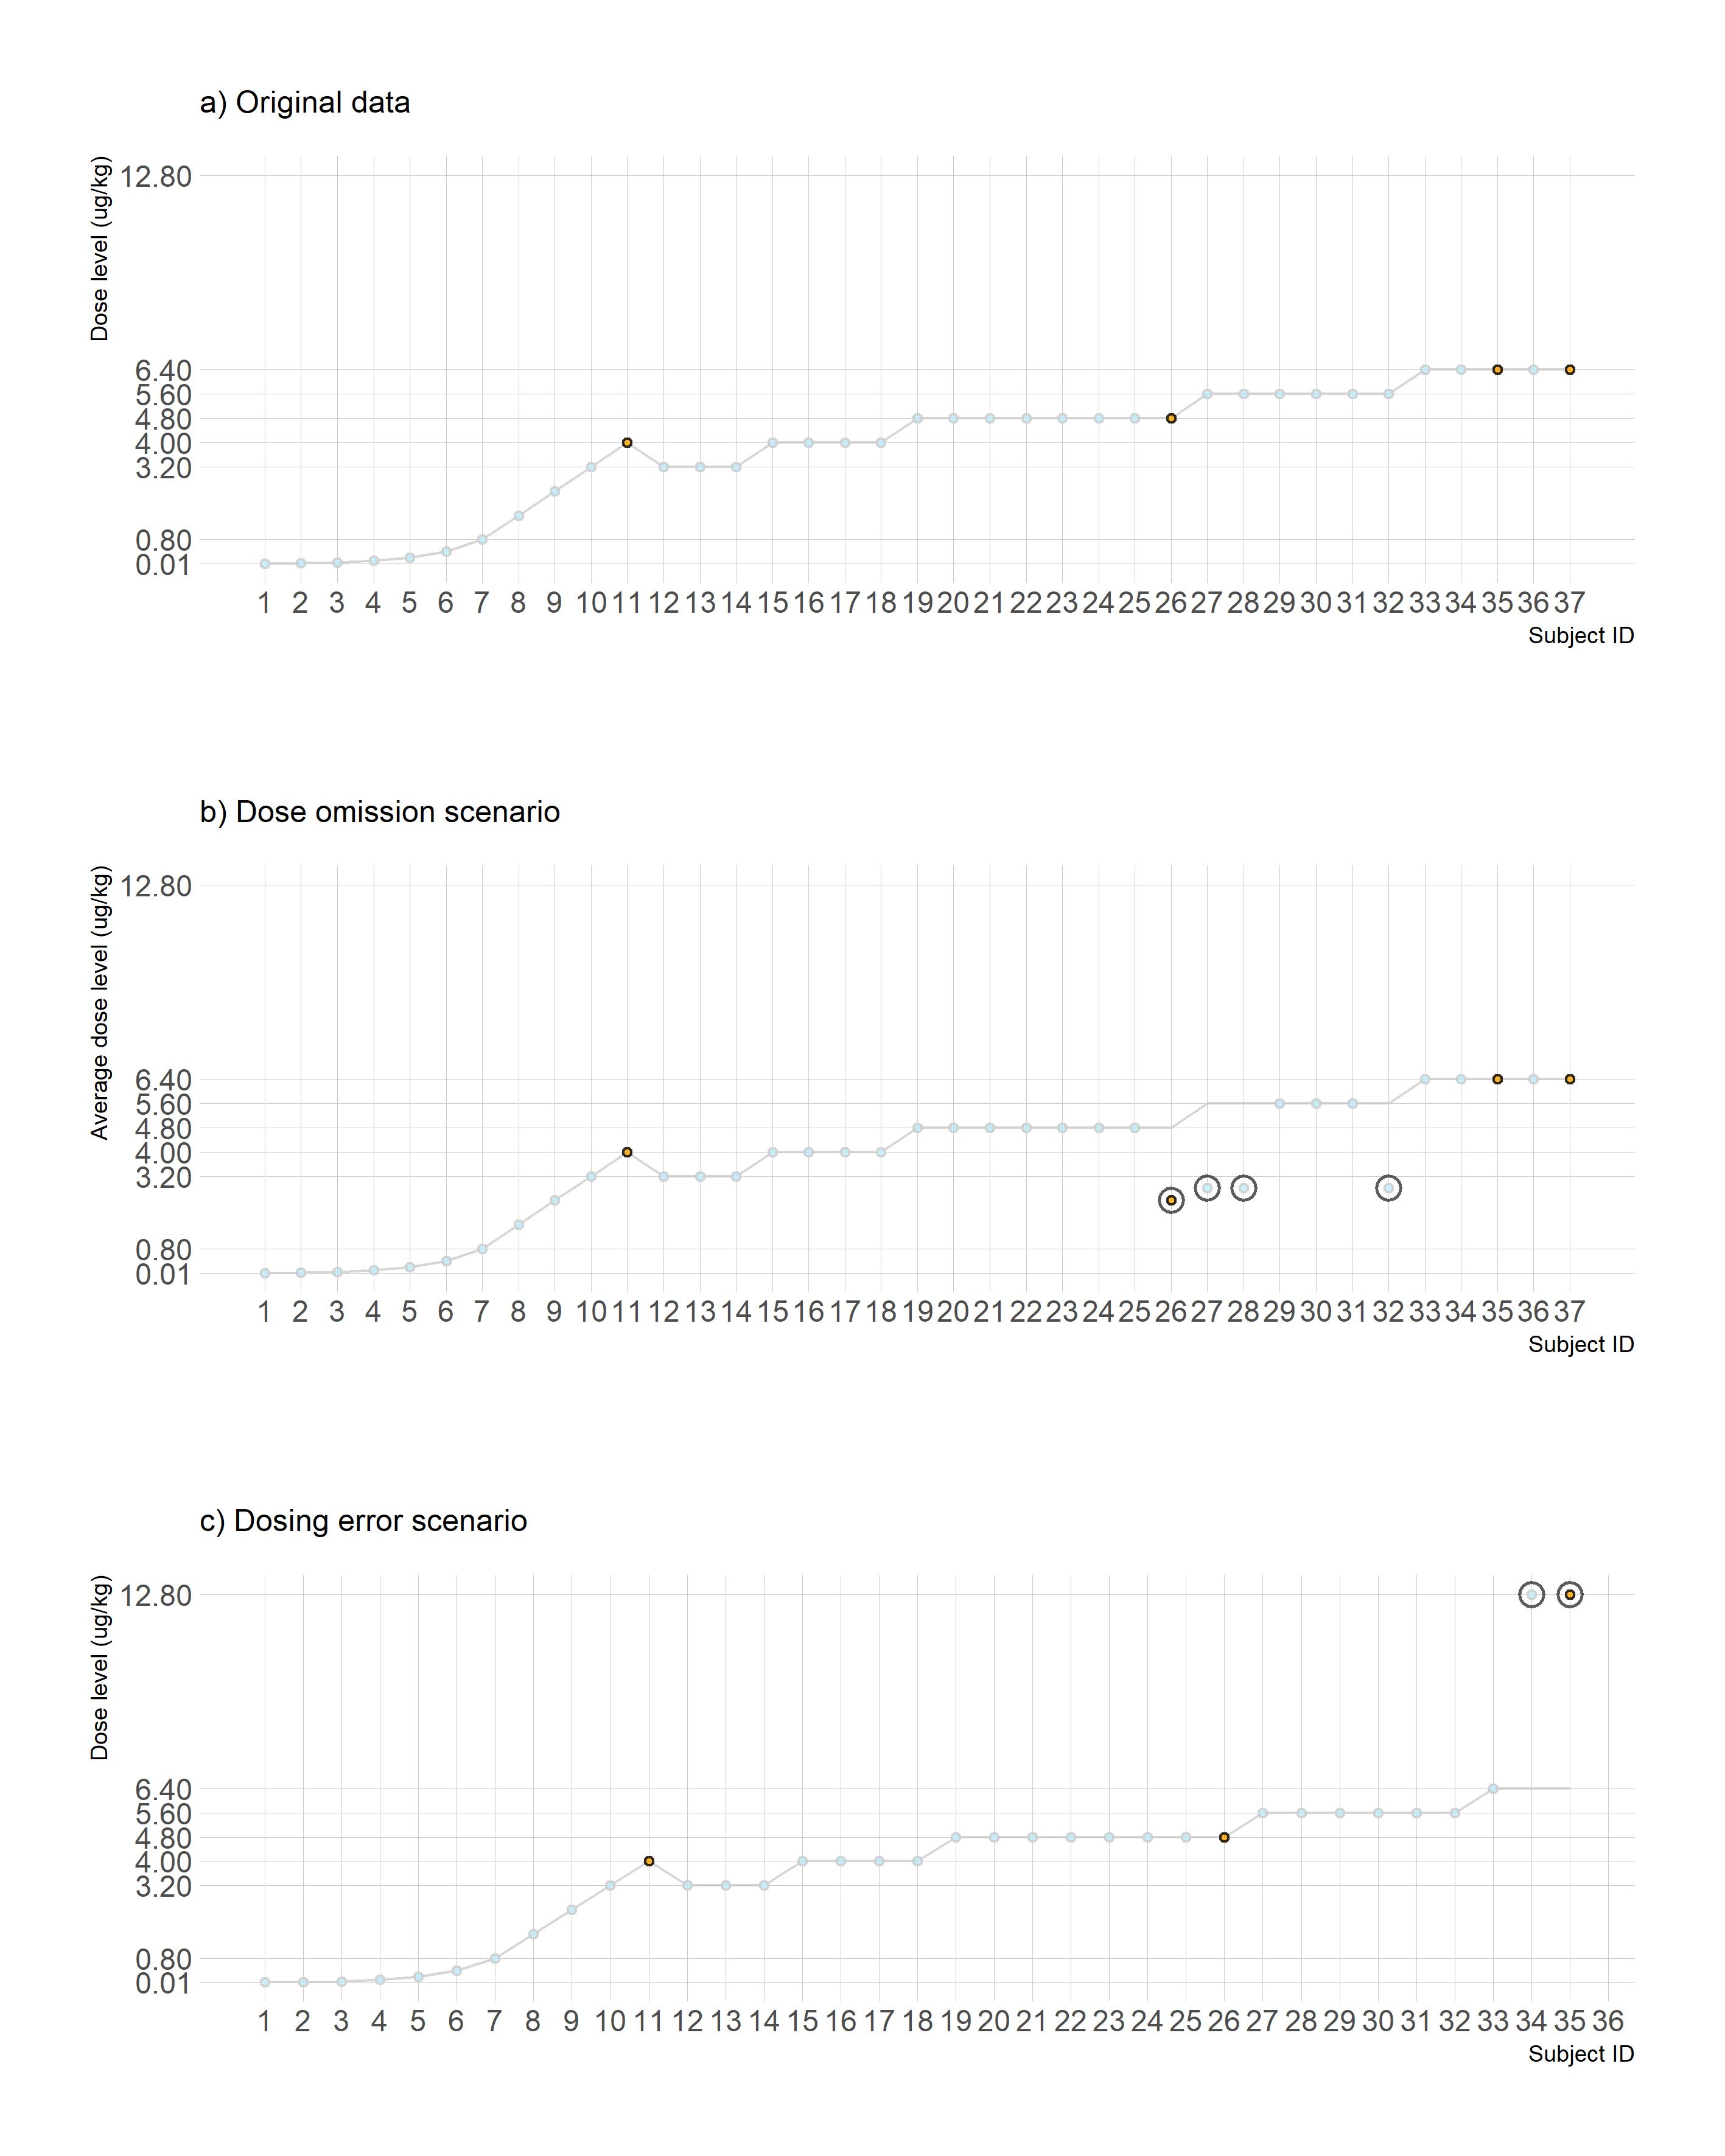 a) Original data
Dose level (ug/kg)
12.80
6.40
5.60
4.80
4.00
3.20
0.80
0.01
1 2 3 4 5 6 7 8 9 10 11 12 13 14 15 16 17 18 19 20 21 22 23 24 25 26 27 28 29 30 31 32 33 34 35 36 37
Subject ID
b) Dose omission scenario
Average dose level (ug/kg)
12.80
6.40
5.60
4.80
4.00
3.20
0.80
0.01
1 2 3 4 5 6 7 8 9 10 11 12 13 14 15 16 17 18 19 20 21 22 23 24 25 26 27 28 29 30 31 32 33 34 35 36 37
Subject ID
c) Dosing error scenario
Dose level (ug/kg)
12.80
6.40
5.60
4.80
4.00
3.20
0.80
0.01
1 2 3 4 5 6 7 8 9 10 11 12 13 14 15 16 17 18 19 20 21 22 23 24 25 26 27 28 29 30 31 32 33 34 35 36
Subject ID